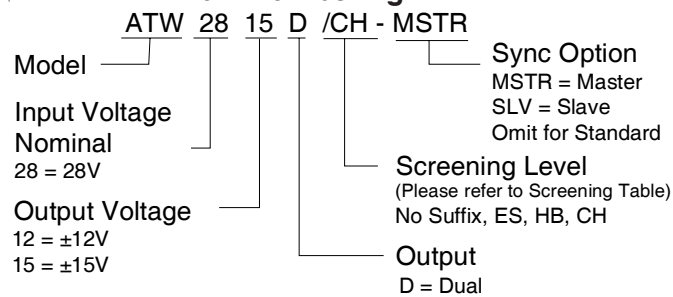 ATW 28 15 D /CH - MSTR
Model
Input Voltage
Nominal
28 = 28V
Output Voltage
12 = ±12V
15 = ±15V
Sync Option
MSTR = Master
SLV = Slave
Omit for Standard
Screening Level
(Please refer to Screening Table)
No Suffix, ES, HB, CH
Output
D = Dual